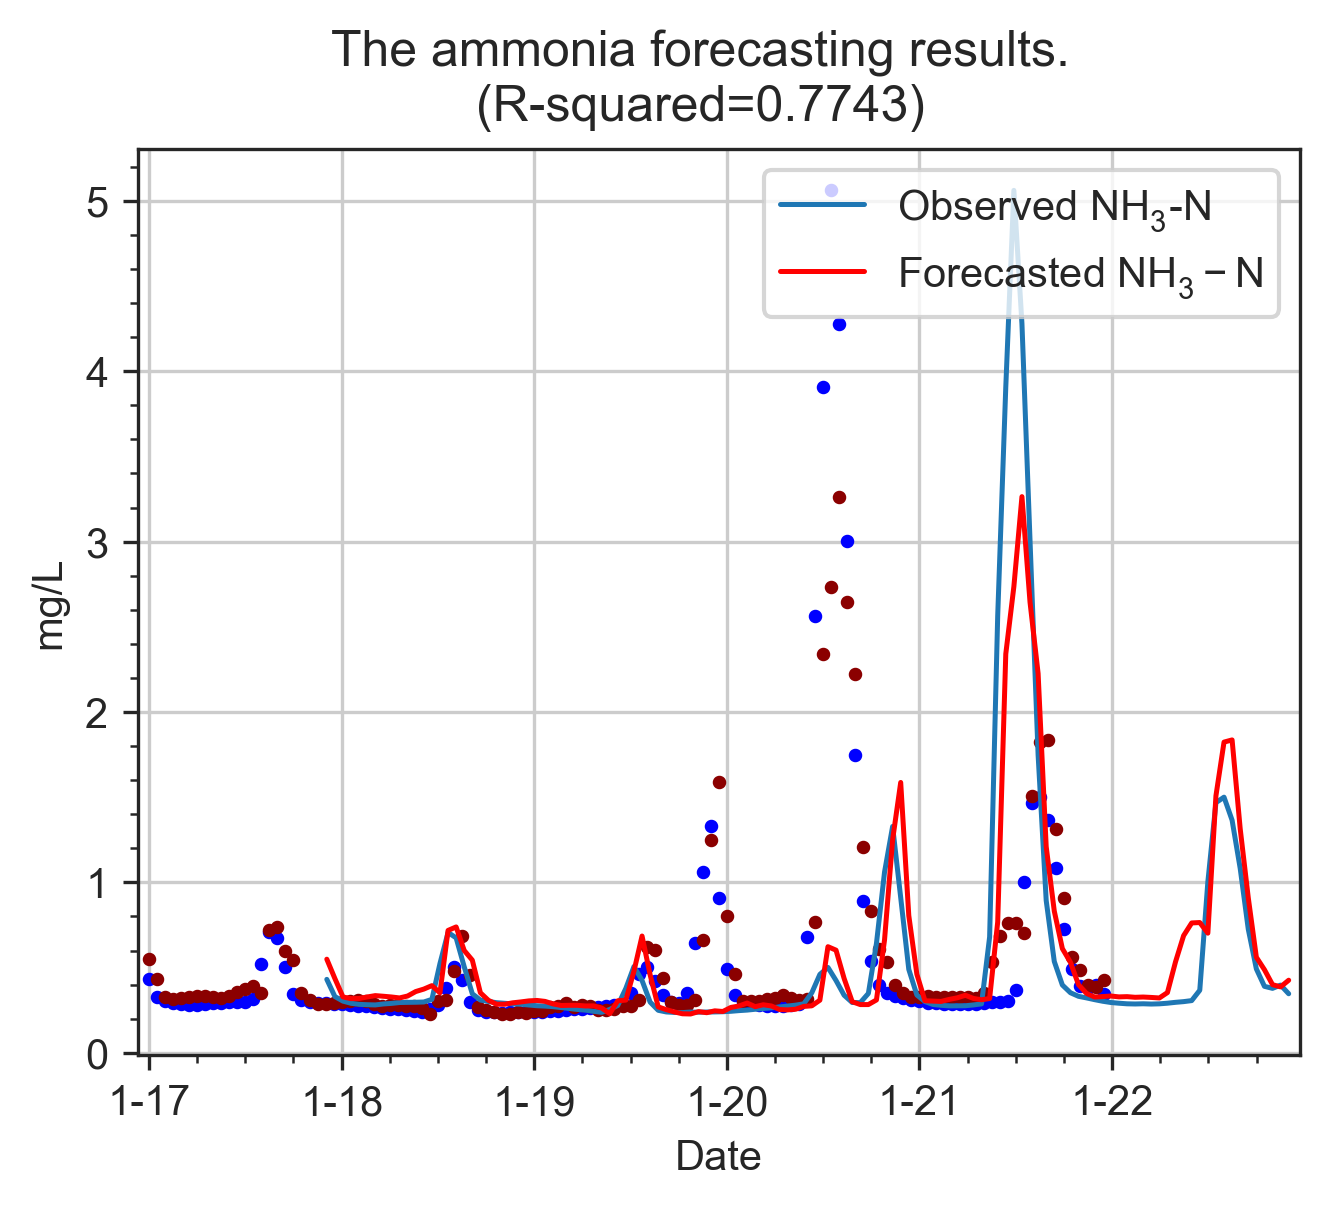 The ammonia forecasting results.
(R-squared=0.7743)
Observed NH₃-N
Forecasted NH₃ − N
5
4
3
2
1
0
mg/L
1-17 1-18 1-19 1-20 1-21 1-22
Date